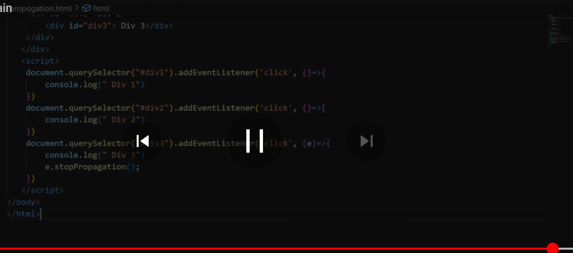 ain
ropogation.html > html
<div id="div3"> Div 3</div>
</div>
</div>
<script>
document.querySelector("#div1").addEventListener('click', ()=>{
console.log(" Div 1")
})
document.querySelector("#div2").addEventListener('click', ()=>{
console.log(" Div 2")
})
document.querySelector("#div3").addEventListener('click', (e)=>{
console.log(" Div 3")
e.stopPropagation();
})
</script>
</body>
</html>